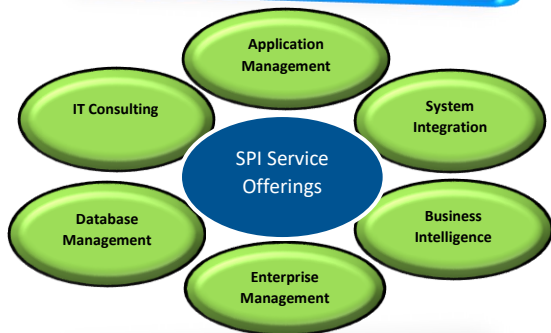 Application
Management
IT Consulting
System
Integration
SPI Service
Offerings
Database
Management
Business
Intelligence
Enterprise
Management